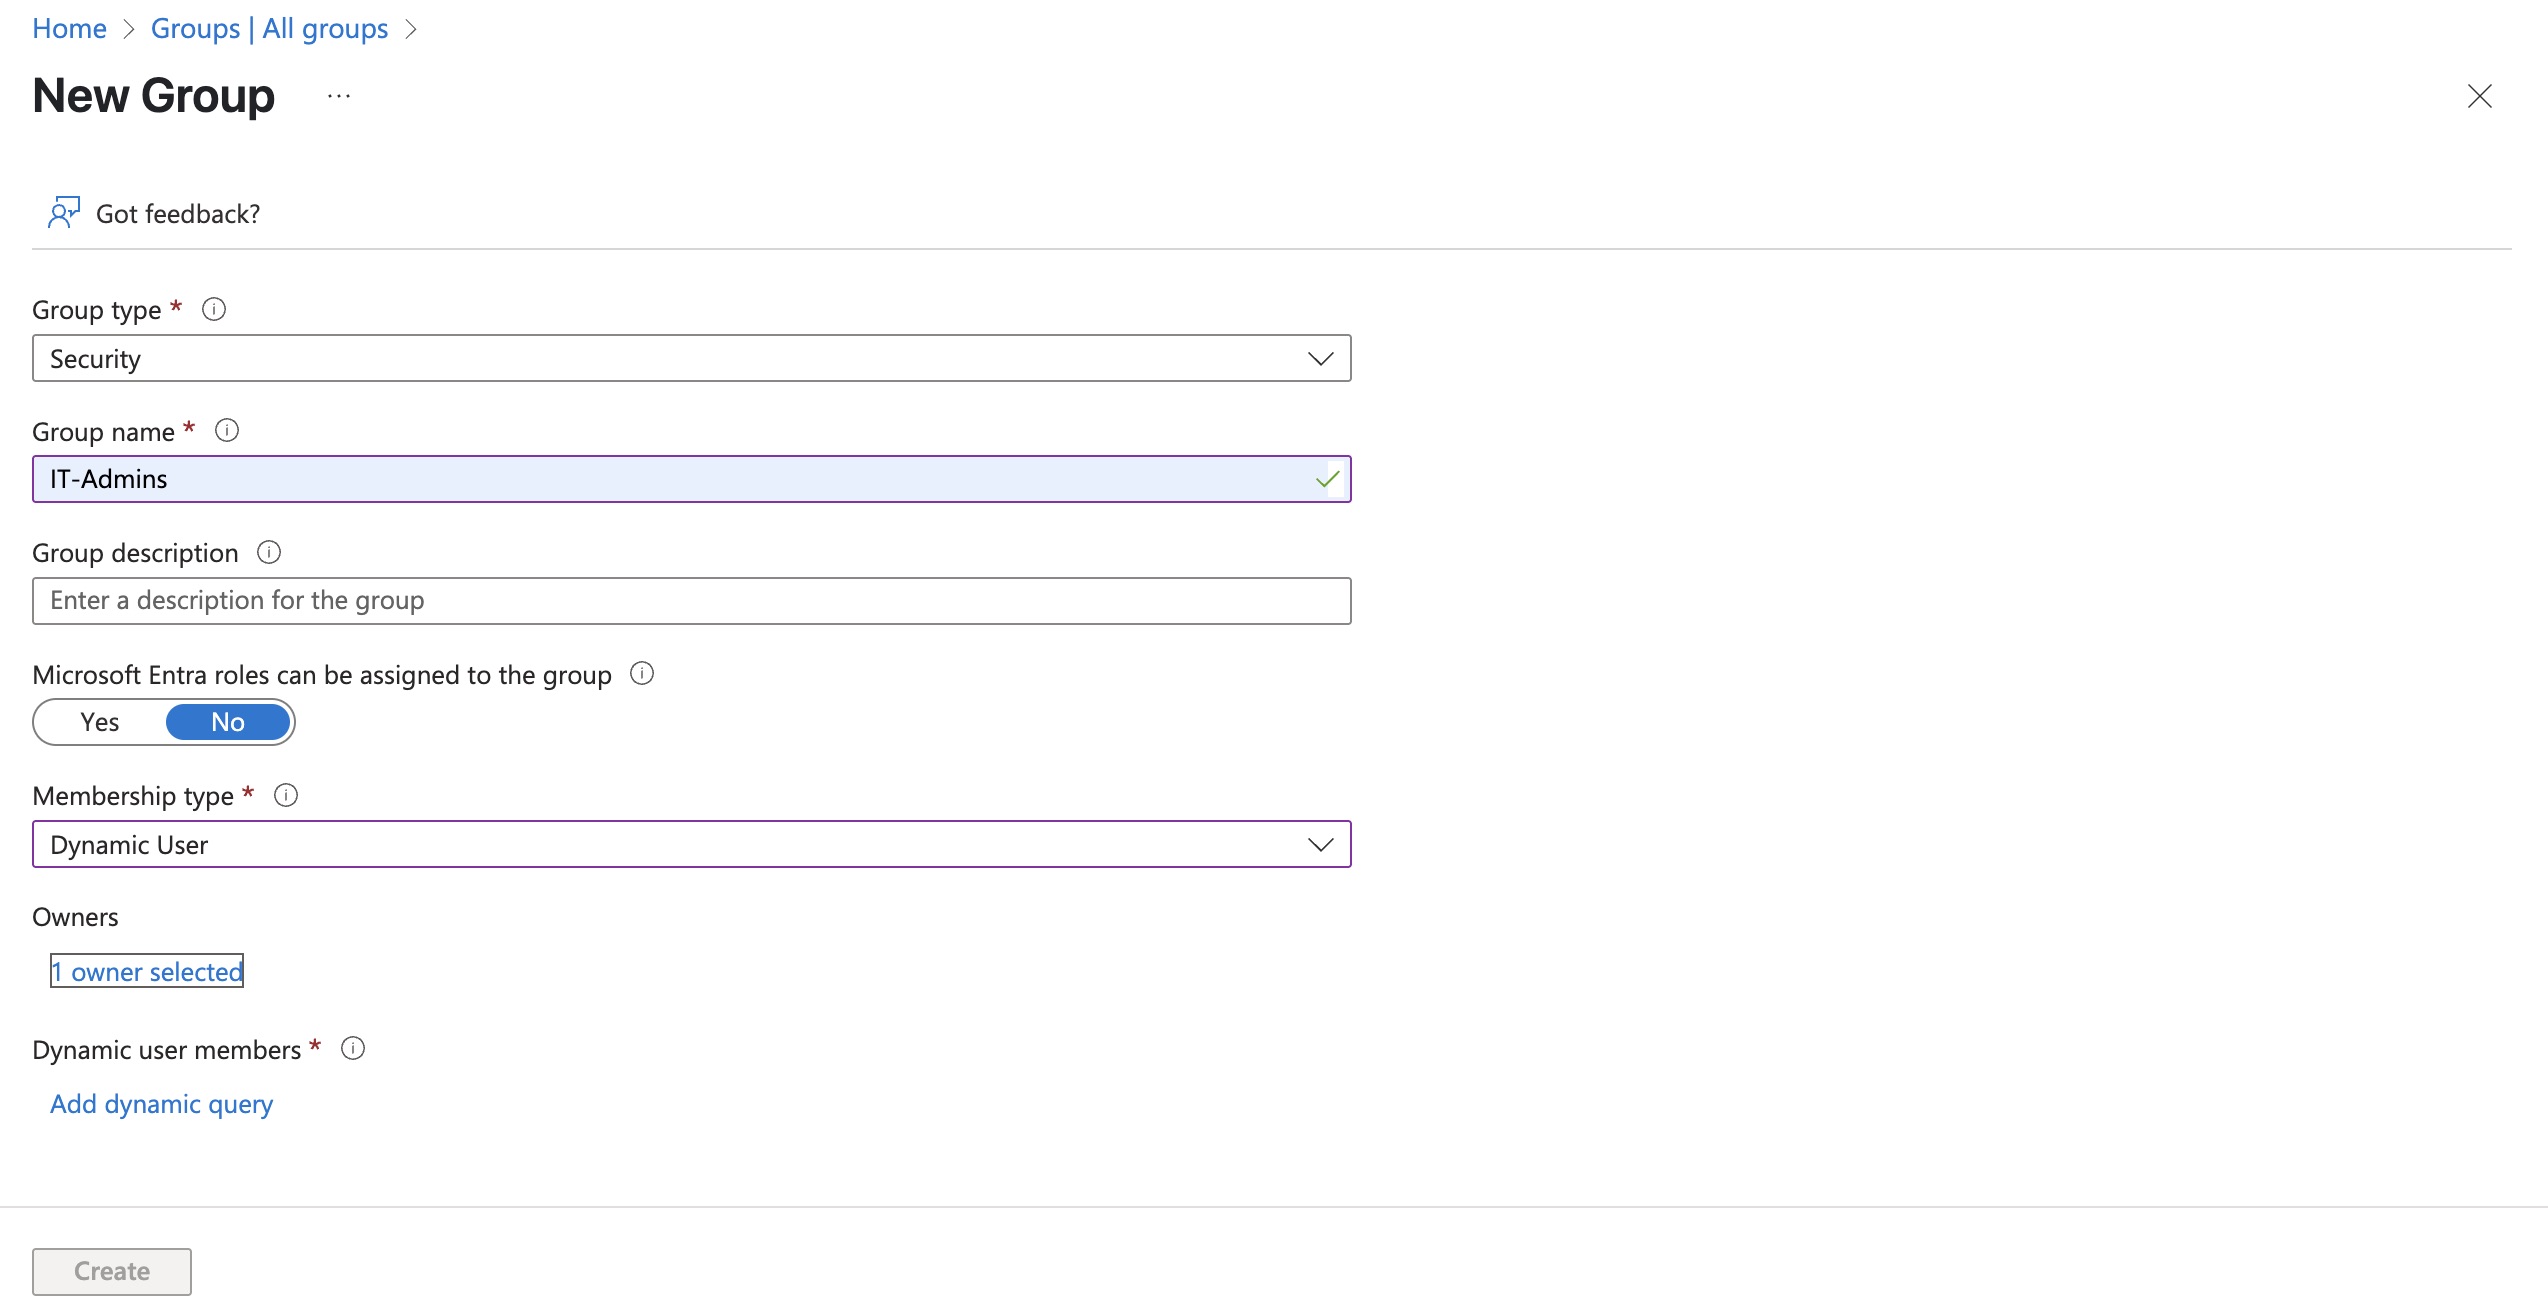 Home > Groups | All groups >
New Group ...
Got feedback?
Group type *
Security
Group name *
IT-Admins
Group description
Enter a description for the group
Microsoft Entra roles can be assigned to the group
Yes No
Membership type *
Dynamic User
Owners
1 owner selected
Dynamic user members *
Add dynamic query
Create